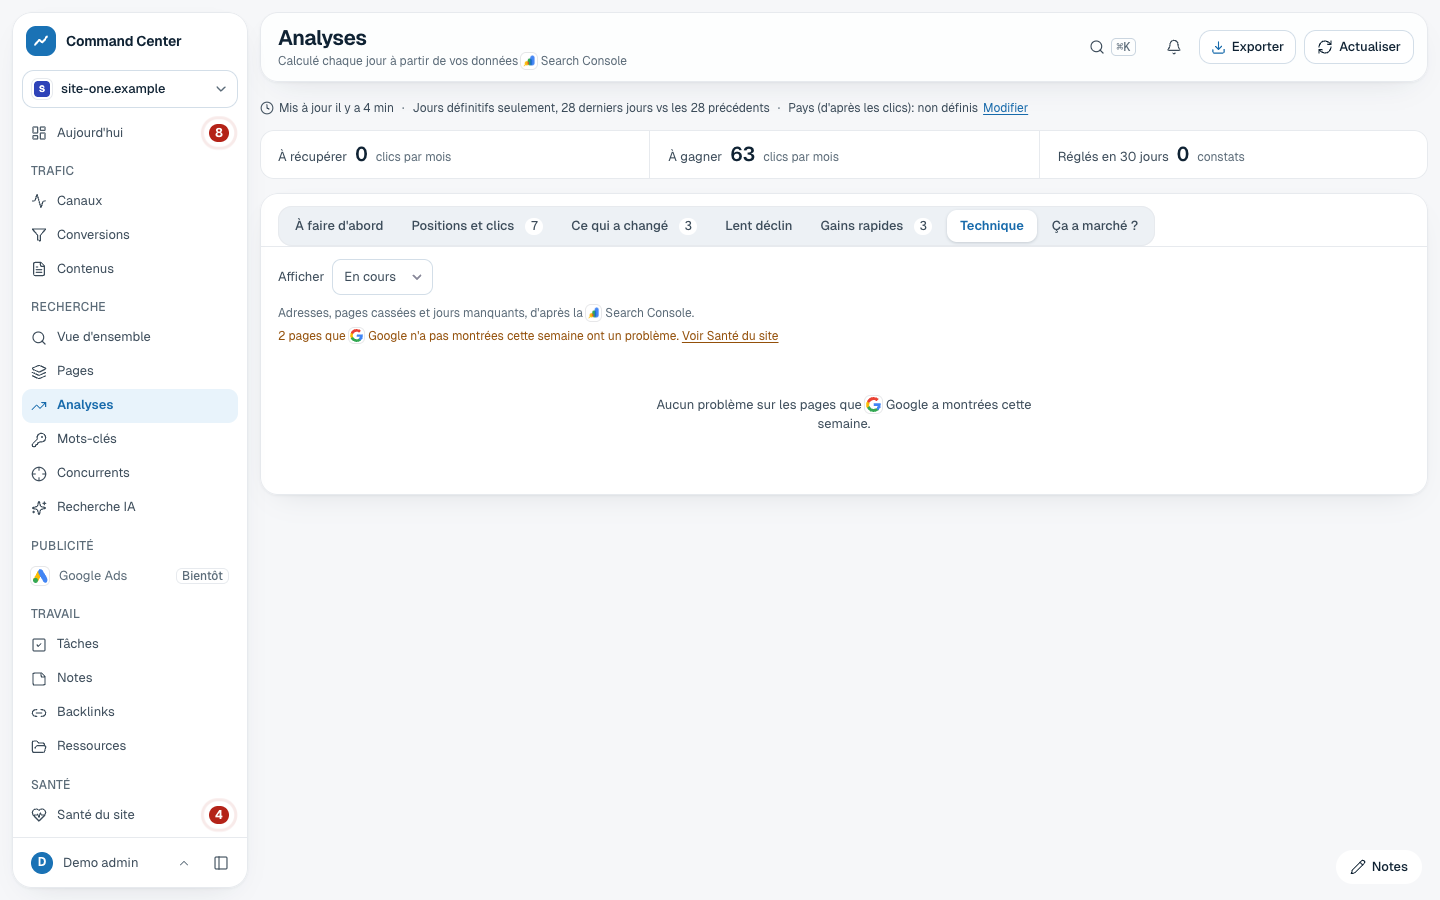 Command Center
S site-one.example
Aujourd'hui 8
TRAFIC
Canaux
Conversions
Contenus
RECHERCHE
Vue d'ensemble
Pages
Analyses
Mots-clés
Concurrents
Recherche IA
PUBLICITÉ
Google Ads Bientôt
TRAVAIL
Tâches
Notes
Backlinks
Ressources
SANTÉ
Santé du site 4
D Demo admin
Analyses
Calculé chaque jour à partir de vos données Search Console
⌘K
Exporter
Actualiser
Mis à jour il y a 4 min · Jours définitifs seulement, 28 derniers jours vs les 28 précédents · Pays (d'après les clics): non définis Modifier
À récupérer 0 clics par mois
À gagner 63 clics par mois
Réglés en 30 jours 0 constats
À faire d'abord
Positions et clics 7
Ce qui a changé 3
Lent déclin
Gains rapides 3
Technique
Ça a marché ?
Afficher En cours
Adresses, pages cassées et jours manquants, d'après la Search Console.
2 pages que Google n'a pas montrées cette semaine ont un problème. Voir Santé du site
Aucun problème sur les pages que Google a montrées cette
semaine.
Notes